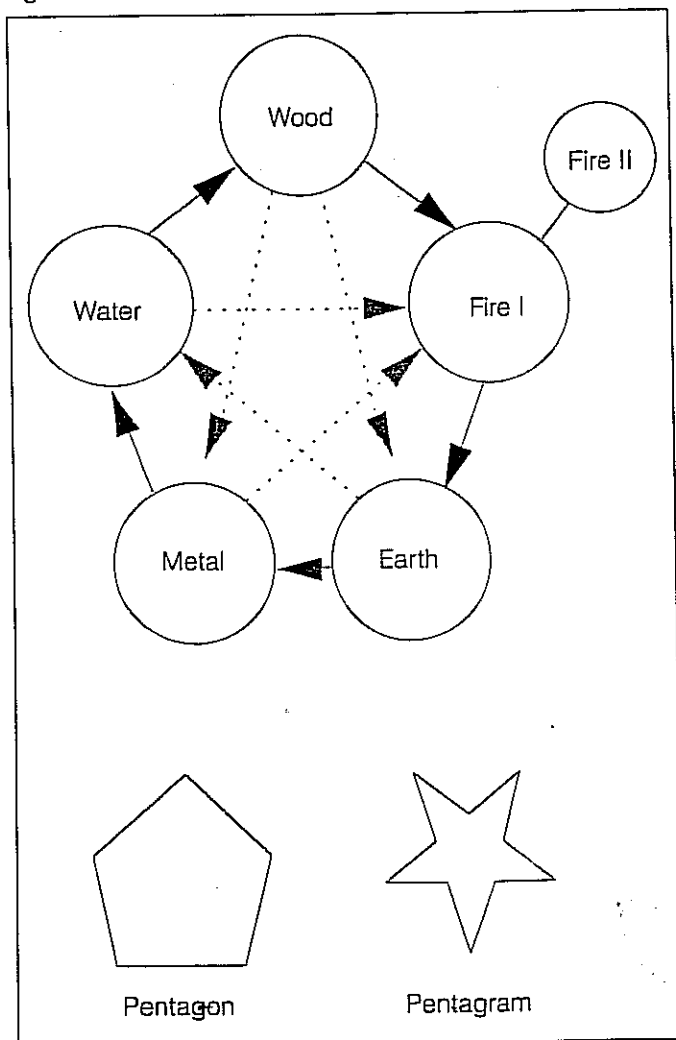 Wood
Fire II
Water
Fire I
Metal
Earth
Pentagon
Pentagram